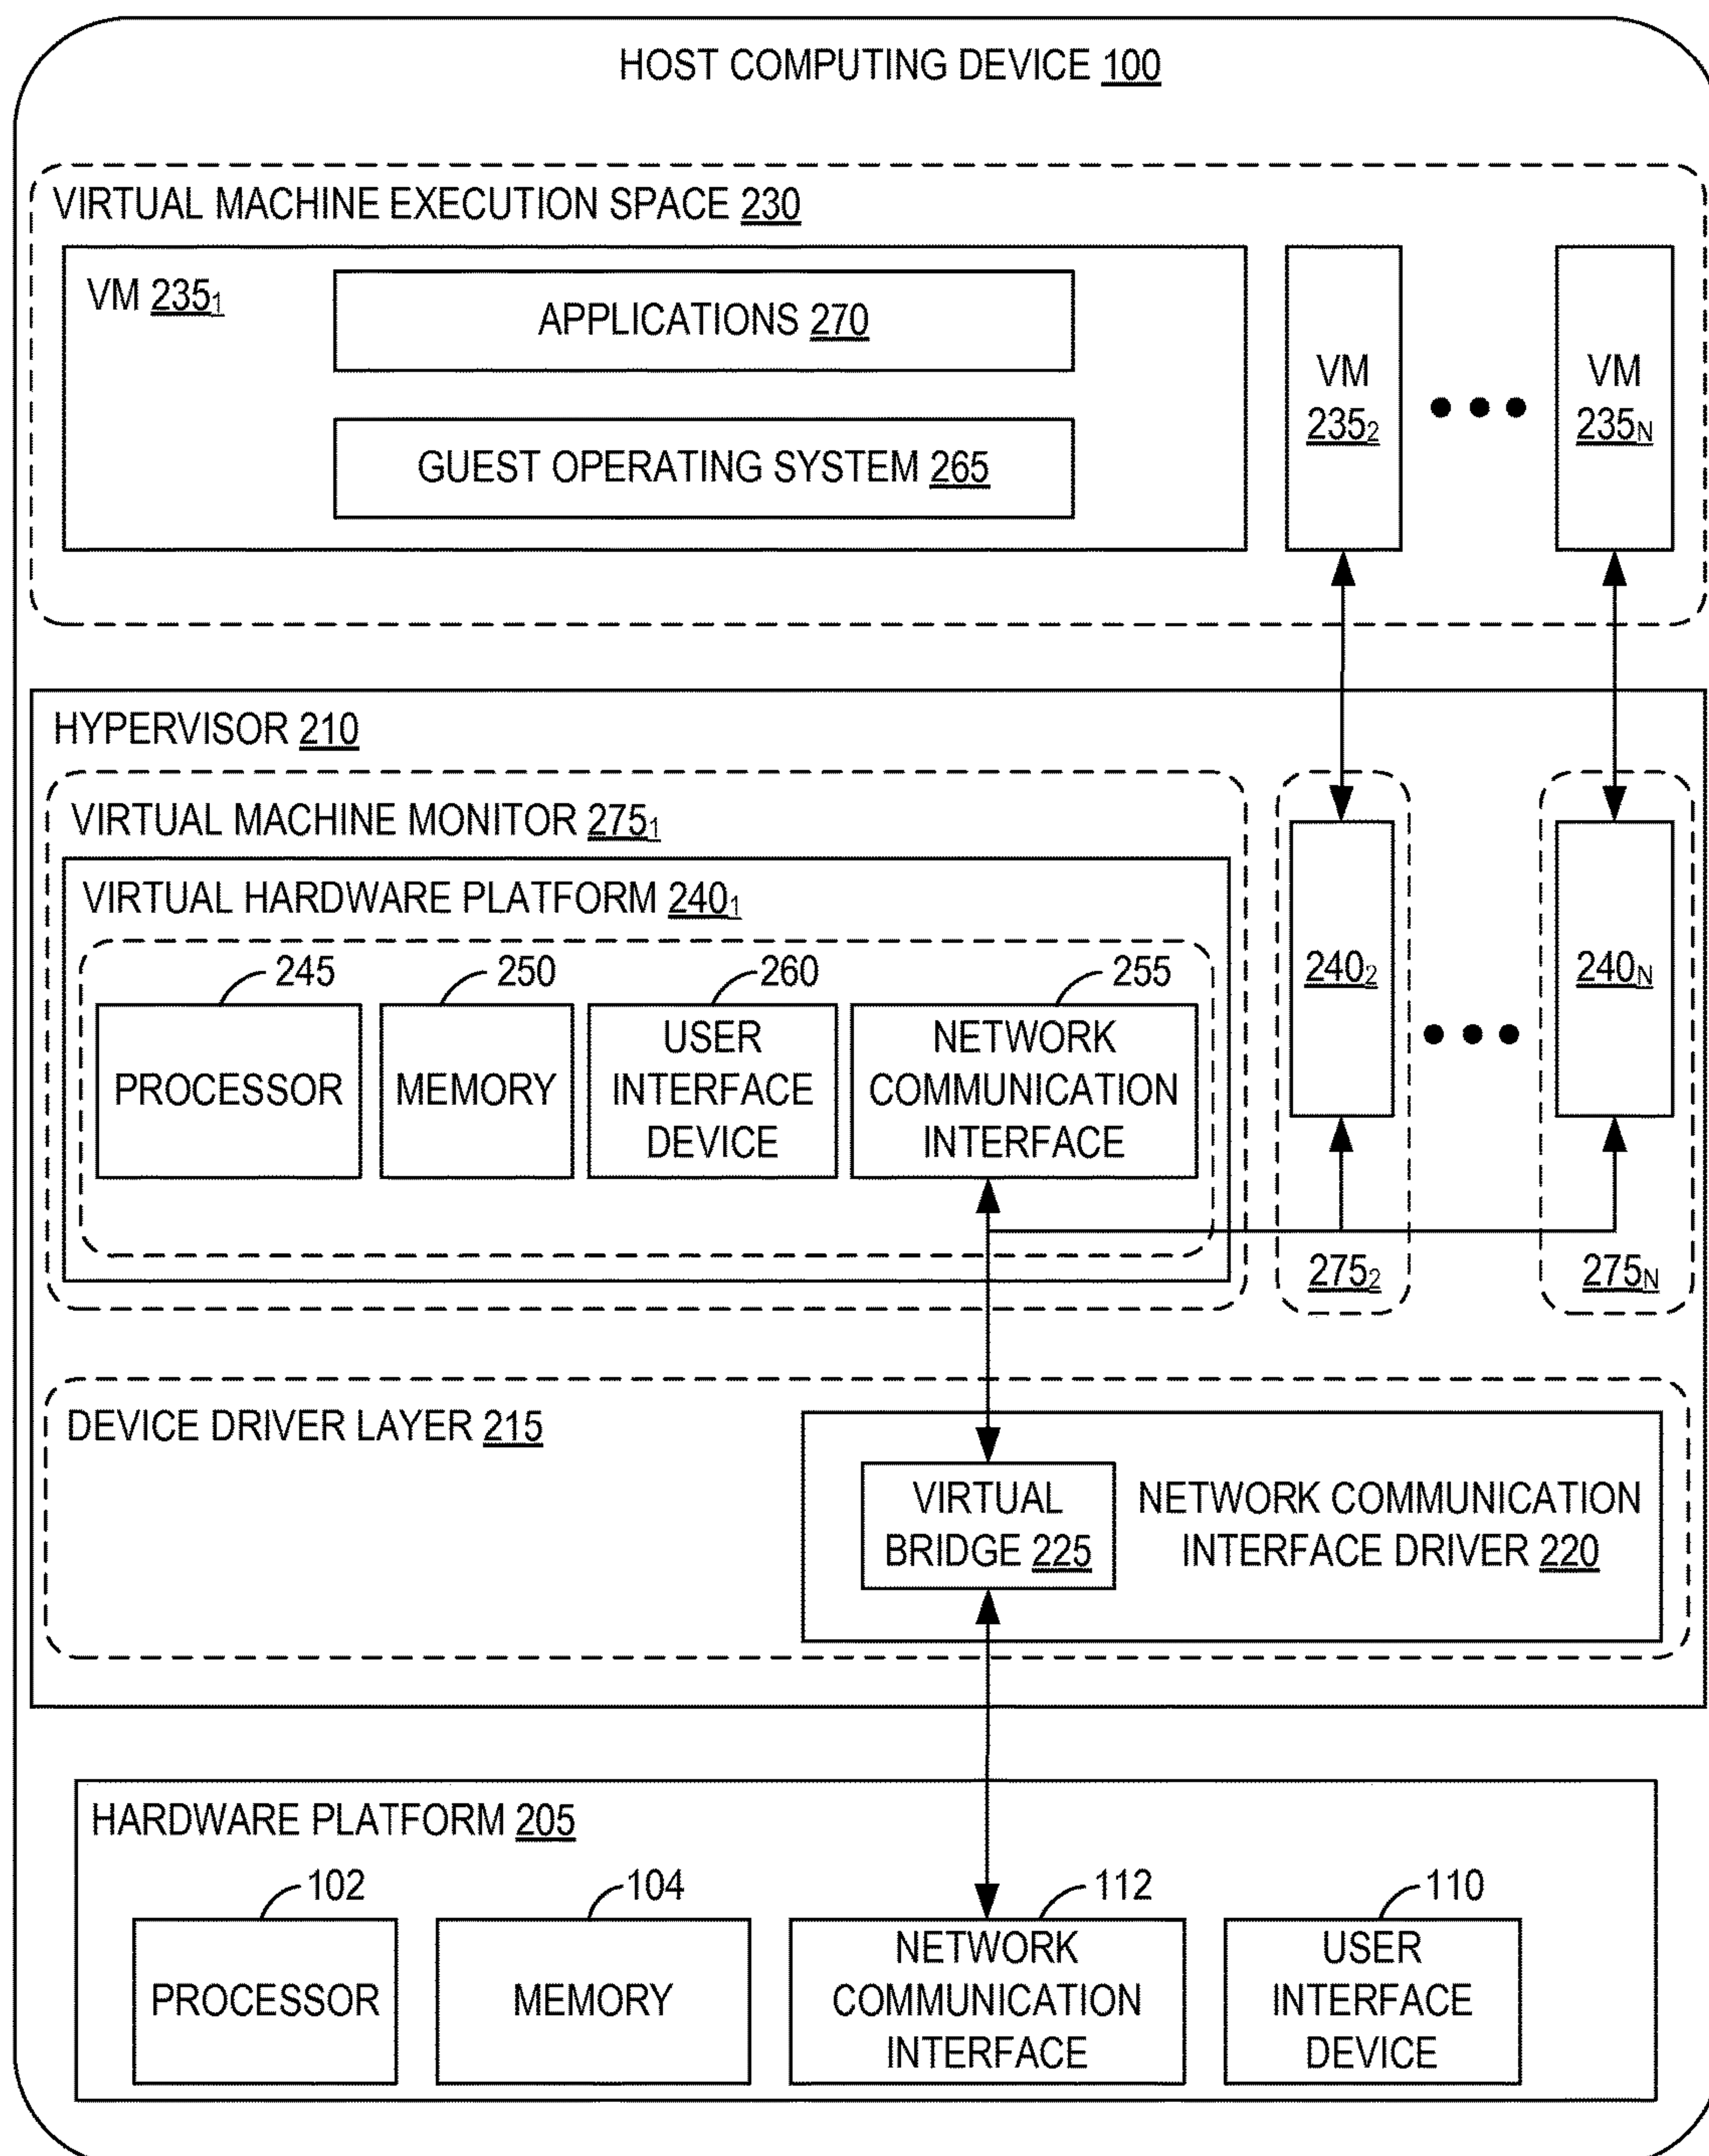 HOST COMPUTING DEVICE 100
VIRTUAL MACHINE EXECUTION SPACE 230
VM 235₁
APPLICATIONS 270
GUEST OPERATING SYSTEM 265
VM
235₂
VM
235ₙ
HYPERVISOR 210
VIRTUAL MACHINE MONITOR 275₁
VIRTUAL HARDWARE PLATFORM 240₁
245
250
260
255
PROCESSOR
MEMORY
USER
INTERFACE
DEVICE
NETWORK
COMMUNICATION
INTERFACE
240₂
240ₙ
275₂
275ₙ
DEVICE DRIVER LAYER 215
VIRTUAL
BRIDGE 225
NETWORK COMMUNICATION
INTERFACE DRIVER 220
HARDWARE PLATFORM 205
102
104
112
110
PROCESSOR
MEMORY
NETWORK
COMMUNICATION
INTERFACE
USER
INTERFACE
DEVICE